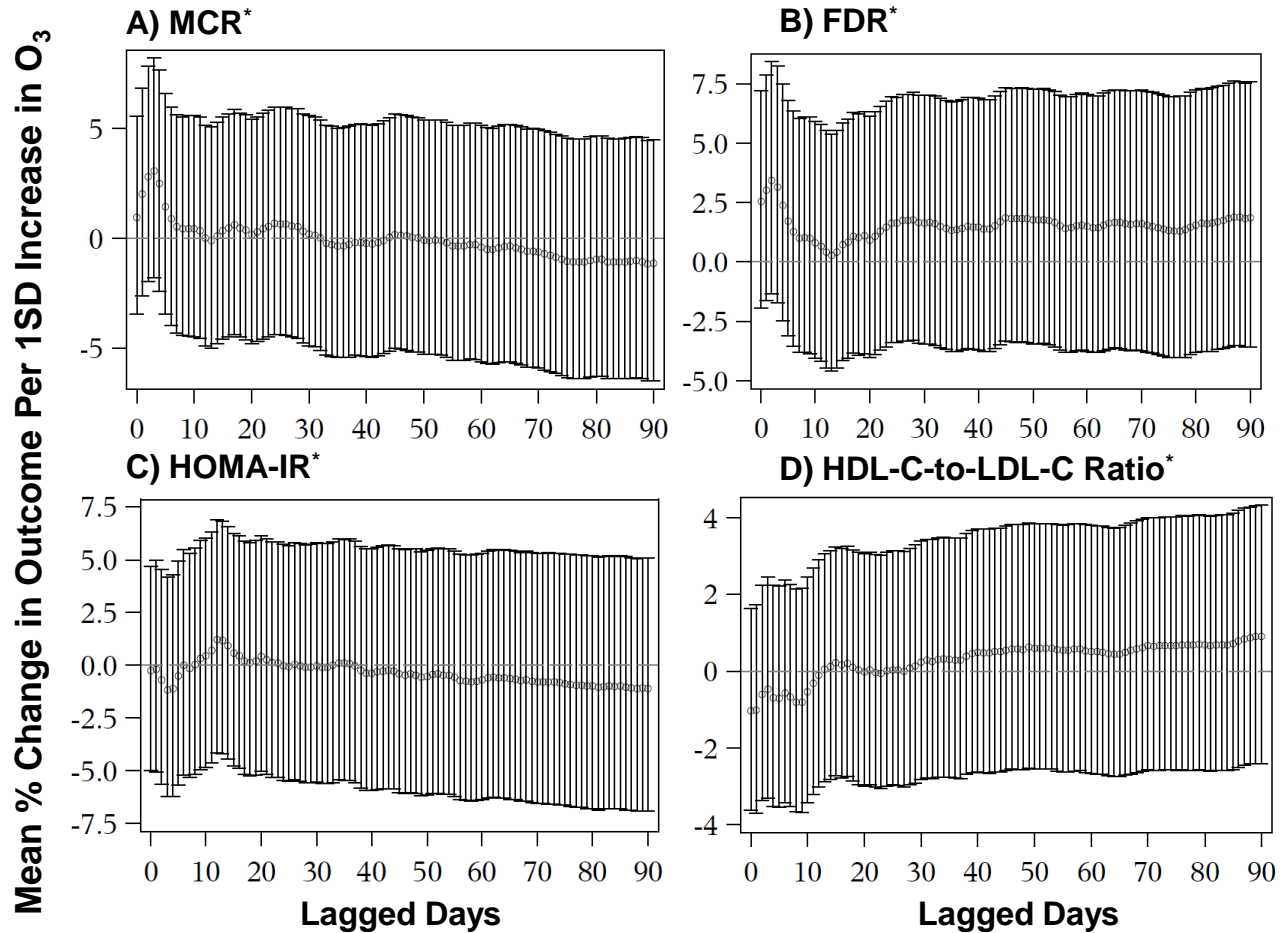 Mean % Change in Outcome Per 1SD Increase in O3
A) MCR*
5
0
-5
0 10 20 30 40 50 60 70 80 90
B) FDR*
7.5
5.0
2.5
0.0
-2.5
-5.0
0 10 20 30 40 50 60 70 80 90
C) HOMA-IR*
7.5
5.0
2.5
0.0
-2.5
-5.0
-7.5
0 10 20 30 40 50 60 70 80 90
Lagged Days
D) HDL-C-to-LDL-C Ratio*
4
2
0
-2
-4
0 10 20 30 40 50 60 70 80 90
Lagged Days